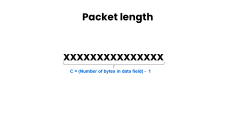 Packet length
XXXXXXXXXXXXXXXX
C = (Number of bytes in data field) - 1